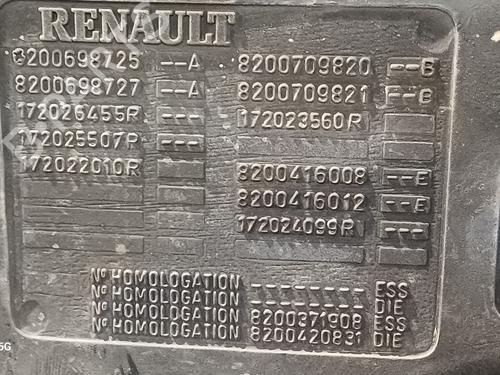 RENAULT
8200698725 --A 8200709820 --B
8200698727 --A 8200709821 --B
172026455R --- 172023560R
172025507R ---
172022010R 8200416008 --E
8200416012 --E
172024099R ---
No HOMOLOGATION -------- ESS
No HOMOLOGATION -------- DIE
No HOMOLOGATION 8200371908 ESS
No HOMOLOGATION 8200420831 DIE
5G